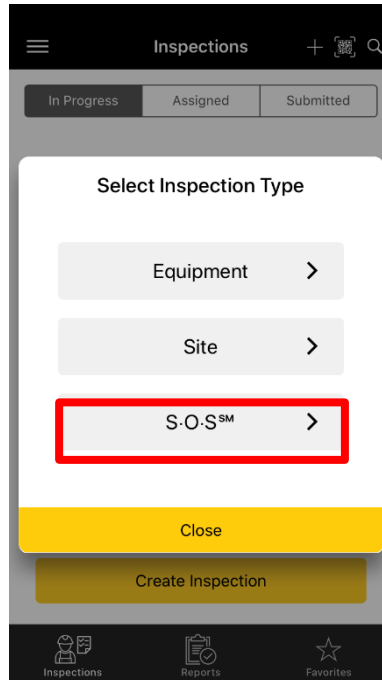 Inspections
In Progress Assigned Submitted
Select Inspection Type
Equipment
Site
S·O·S℠
Close
Create Inspection
Inspections Reports Favorites